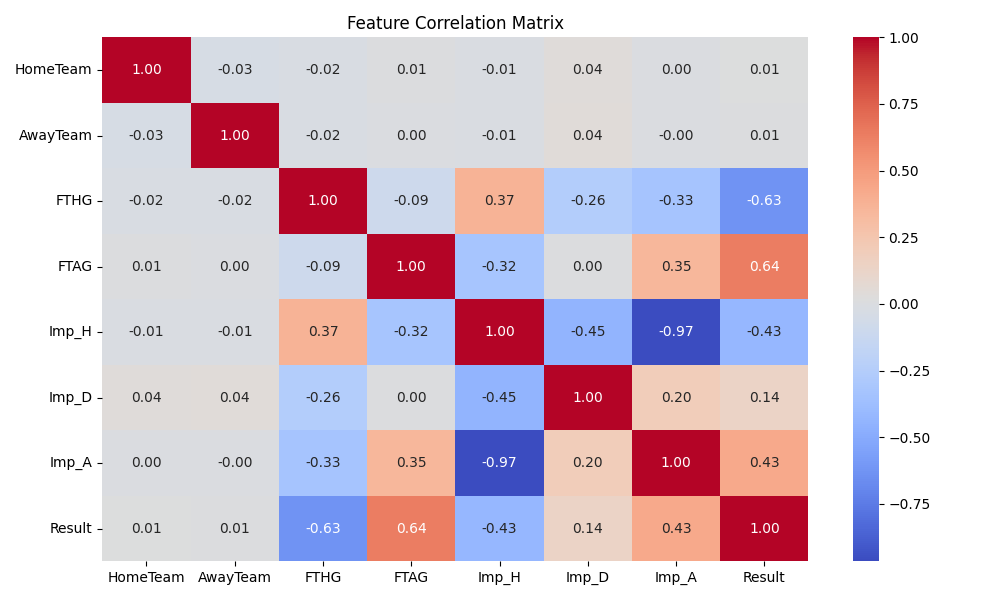 Feature Correlation Matrix
HomeTeam 1.00 -0.03 -0.02 0.01 -0.01 0.04 0.00 0.01
AwayTeam -0.03 1.00 -0.02 0.00 -0.01 0.04 -0.00 0.01
FTHG -0.02 -0.02 1.00 -0.09 0.37 -0.26 -0.33 -0.63
FTAG 0.01 0.00 -0.09 1.00 -0.32 0.00 0.35 0.64
Imp_H -0.01 -0.01 0.37 -0.32 1.00 -0.45 -0.97 -0.43
Imp_D 0.04 0.04 -0.26 0.00 -0.45 1.00 0.20 0.14
Imp_A 0.00 -0.00 -0.33 0.35 -0.97 0.20 1.00 0.43
Result 0.01 0.01 -0.63 0.64 -0.43 0.14 0.43 1.00
HomeTeam AwayTeam FTHG FTAG Imp_H Imp_D Imp_A Result
1.00
0.75
0.50
0.25
0.00
−0.25
−0.50
−0.75